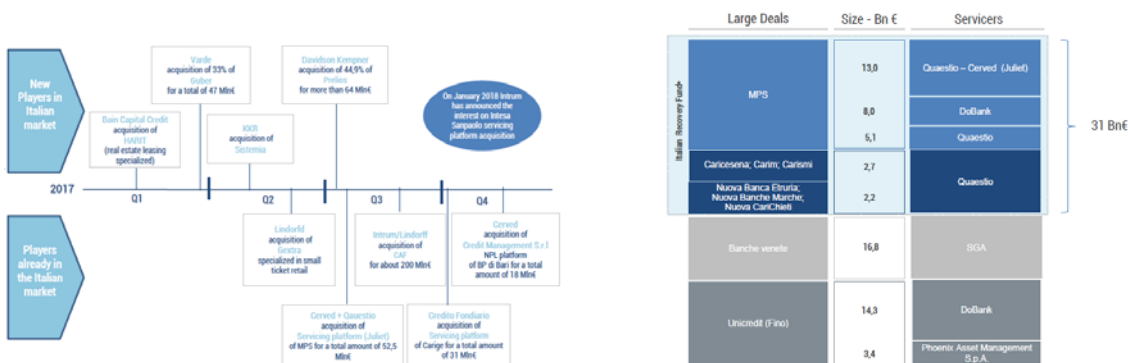 New
Players in
Italian
market
Bain Capital Credit
acquisition of
HARIT
(real estate leasing
specialized)
Varde
acquisition of 33% of
Guber
for a total of 47 Mln€
KKR
acquisition of
Sistemia
Davidson Kempner
acquisition of 44,9% of
Prelios
for more than 64 Mln€
On January 2018 Intrum
has announced the
interest on Intesa
Sanpaolo servicing
platform acquisition
2017
Q1
Q2
Q3
Q4
Players
already in
the Italian
market
Lindorfd
acquisition of
Gextra
specialized in small
ticket retail
Cerved + Qauestio
acquisition of
Servicing platform (Juliet)
of MPS for a total amount of 52,5
Mln€
Intrum/Lindorff
acquisition of
CAF
for about 200 Mln€
Credito Fondiario
acquisition of
Servicing platform
of Carige for a total amount
of 31 Mln€
Cerved
acquisition of
Credit Management S.r.l
NPL platform
of BP di Bari for a total
amount of 18 Mln€
Large Deals
Size - Bn €
Servicers
Italian Recovery Fund*
MPS
13,0
Quaestio – Cerved (Juliet)
8,0
DoBank
5,1
Quaestio
Caricesena; Carim; Carismi
2,7
Nuova Banca Etruria;
Nuova Banche Marche;
Nuova CariChieti
2,2
Quaestio
31 Bn€
Banche venete
16,8
SGA
Unicredit (Fino)
14,3
DoBank
3,4
Phoenix Asset Management
S.p.A.